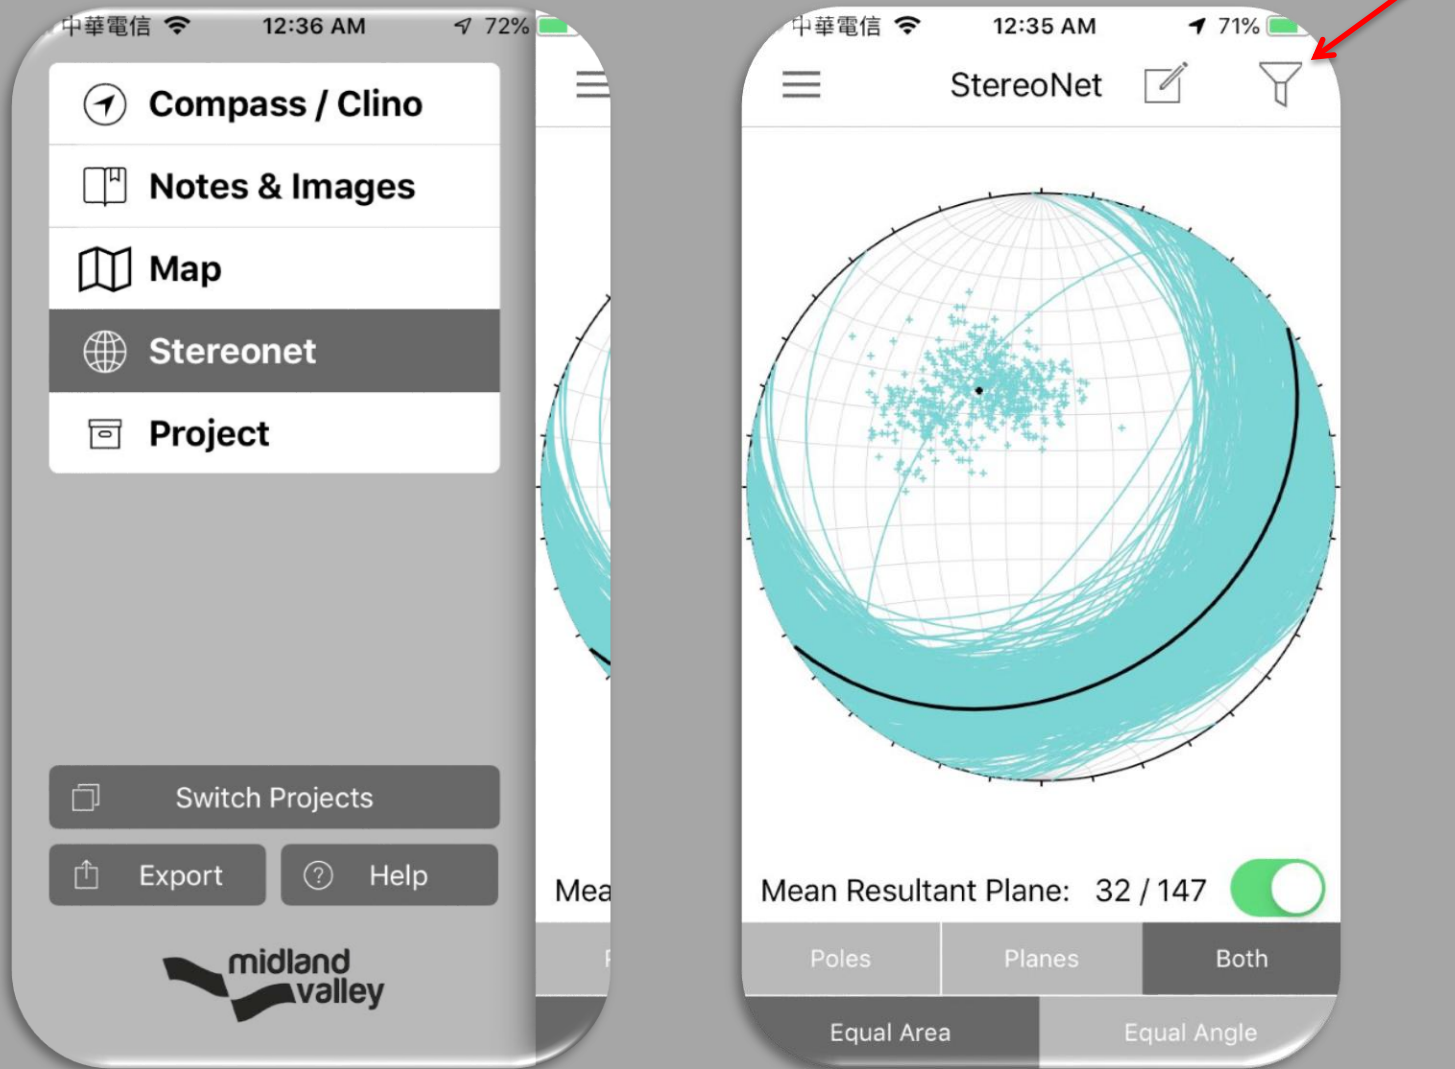 中華電信 12:36 AM 72%
Compass / Clino
Notes & Images
Map
Stereonet
Project
Switch Projects
Export Help
midland
valley
Mea
中華電信 12:35 AM 71%
StereoNet
Mean Resultant Plane: 32 / 147
Poles Planes Both
Equal Area Equal Angle